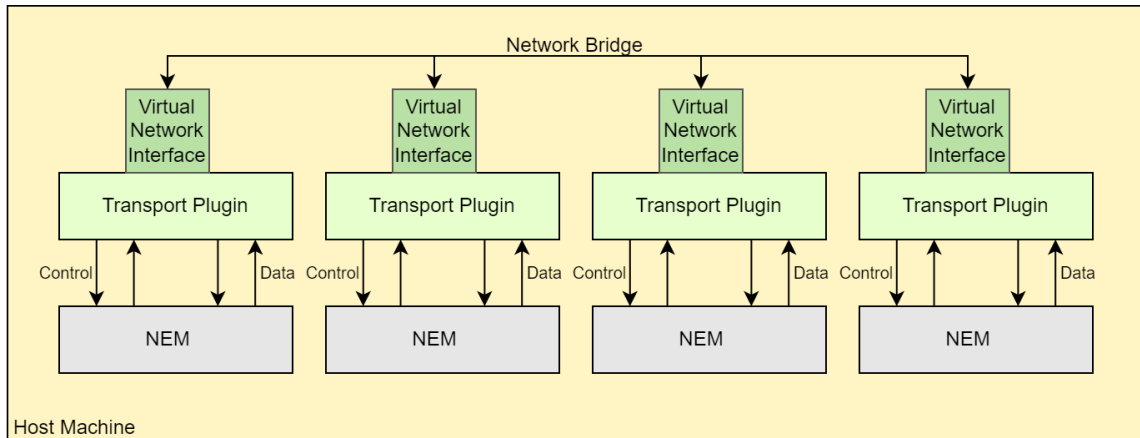 Network Bridge
Virtual
Network
Interface
Virtual
Network
Interface
Virtual
Network
Interface
Virtual
Network
Interface
Transport Plugin
Transport Plugin
Transport Plugin
Transport Plugin
Control
Data
Control
Data
Control
Data
Control
Data
NEM
NEM
NEM
NEM
Host Machine